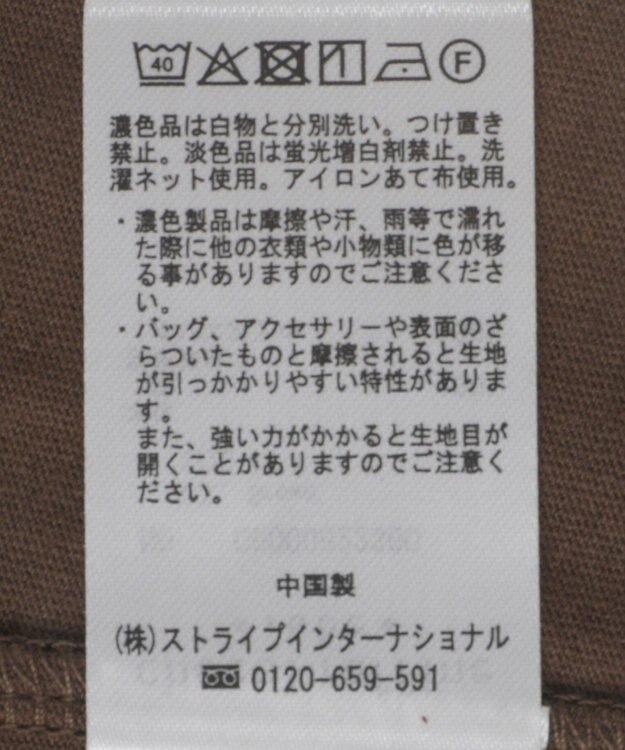 40 F
濃色品は白物と分別洗い。つけ置き
禁止。淡色品は蛍光増白剤禁止。洗
濯ネット使用。アイロンあて布使用。
・濃色製品は摩擦や汗、雨等で濡れ
た際に他の衣類や小物類に色が移
る事がありますのでご注意くださ
い。
・バッグ、アクセサリーや表面のざ
らついたものと摩擦されると生地
が引っかかりやすい特性がありま
す。
また、強い力がかかると生地目が
開くことがありますのでご注意く
ださい。
中国製
(株)ストライプインターナショナル
0120-659-591